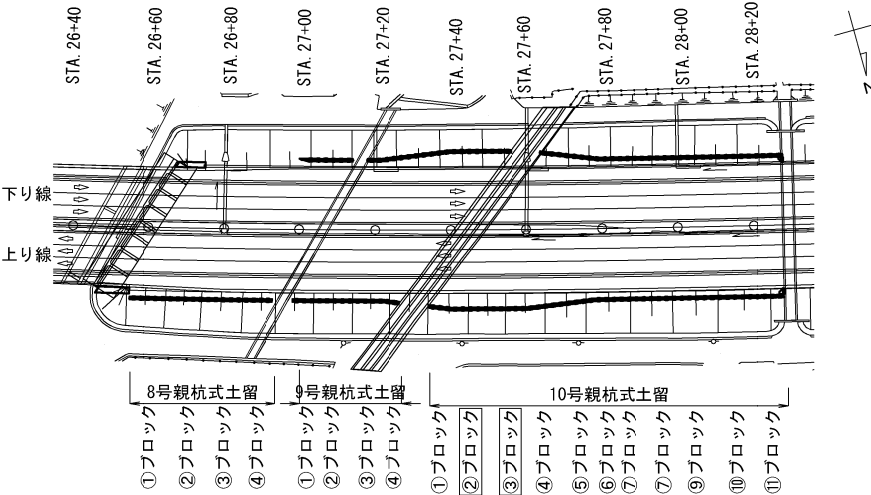 STA. 26+40
STA. 26+60
STA. 26+80
STA. 27+00
STA. 27+20
STA. 27+40
STA. 27+60
STA. 27+80
STA. 28+00
STA. 28+20
下り線
上り線
8号親杭式土留
9号親杭式土留
10号親杭式土留
①ブロック
②ブロック
③ブロック
④ブロック
①ブロック
②ブロック
③ブロック
④ブロック
①ブロック
②ブロック
③ブロック
④ブロック
⑤ブロック
⑥ブロック
⑦ブロック
⑦ブロック
⑨ブロック
⑩ブロック
⑪ブロック